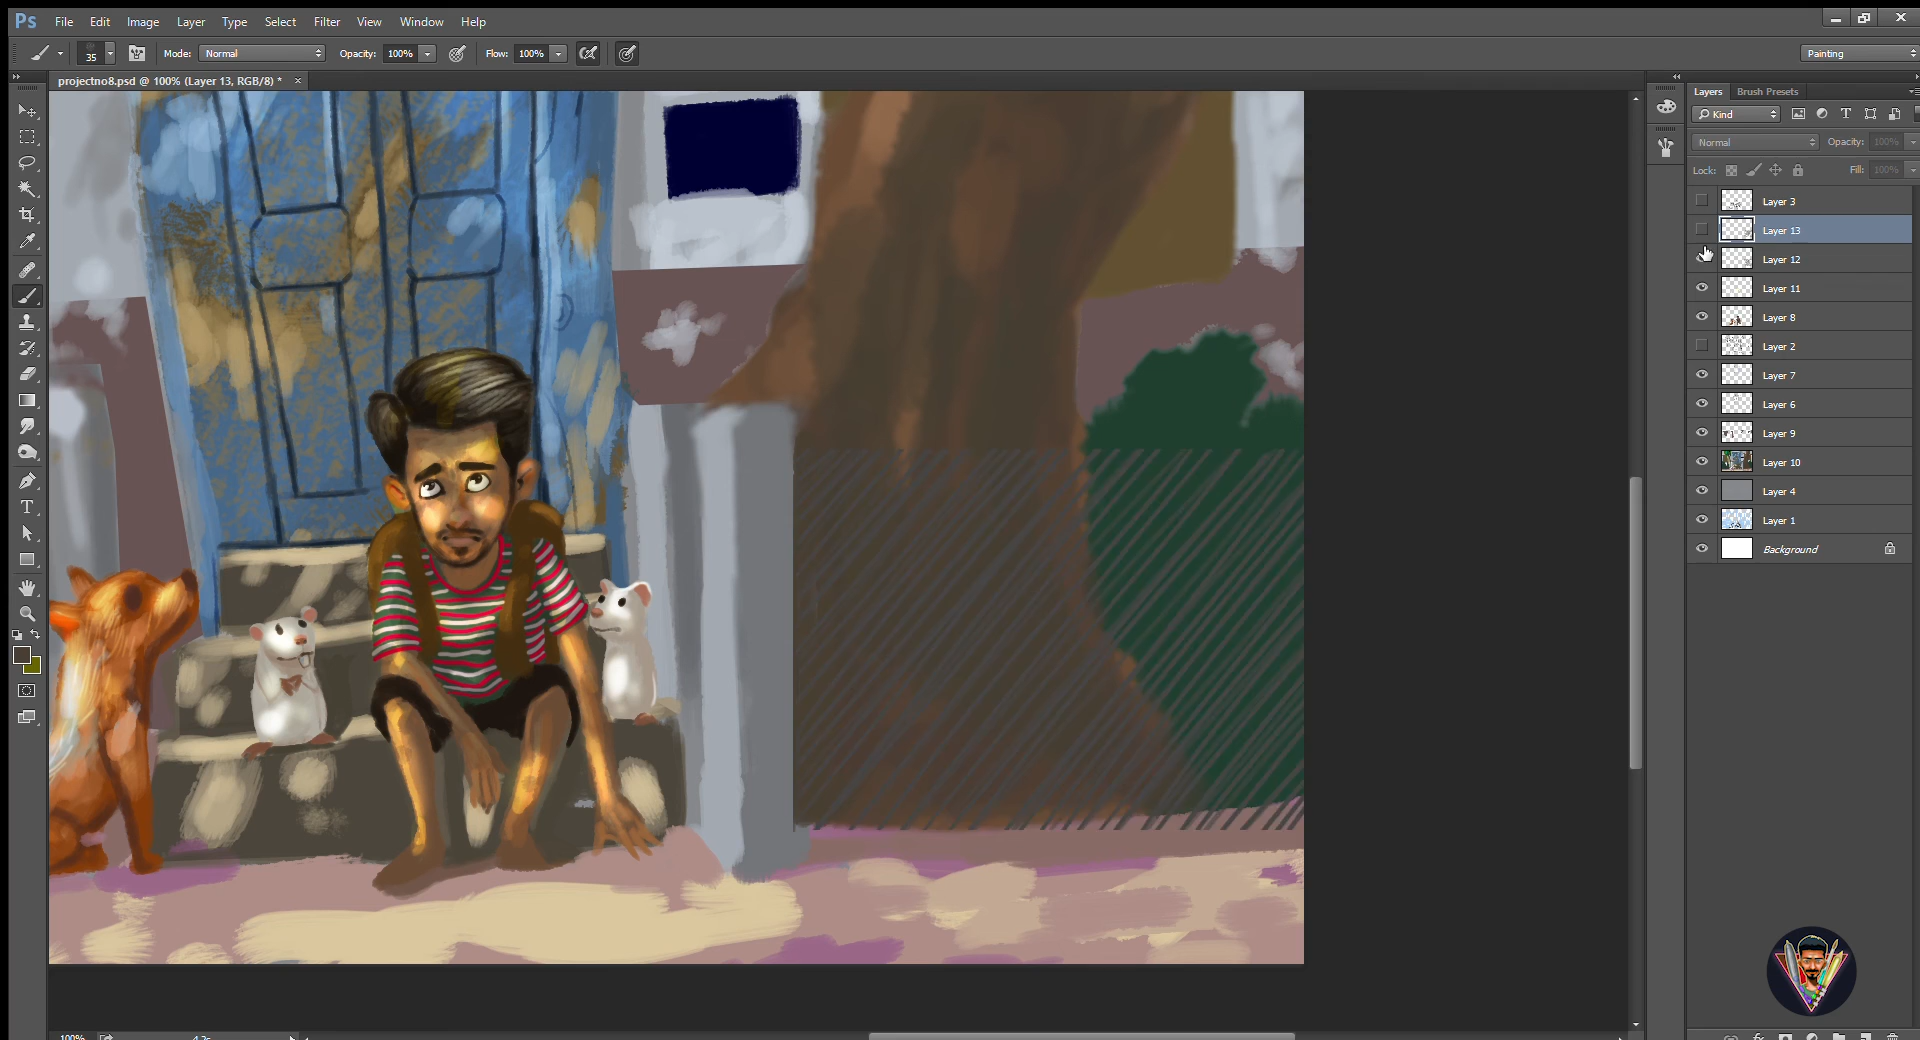 Ps File Edit Image Layer Type Select Filter View Window Help
35 Mode: Normal Opacity: 100% Flow: 100% Painting
projectno8.psd @ 100% (Layer 13, RGB/8) * ×
Layers Brush Presets
Kind
Normal Opacity: 100%
Lock: Fill: 100%
Layer 3
Layer 13
Layer 12
Layer 11
Layer 8
Layer 2
Layer 7
Layer 6
Layer 9
Layer 10
Layer 4
Layer 1
Background
100%